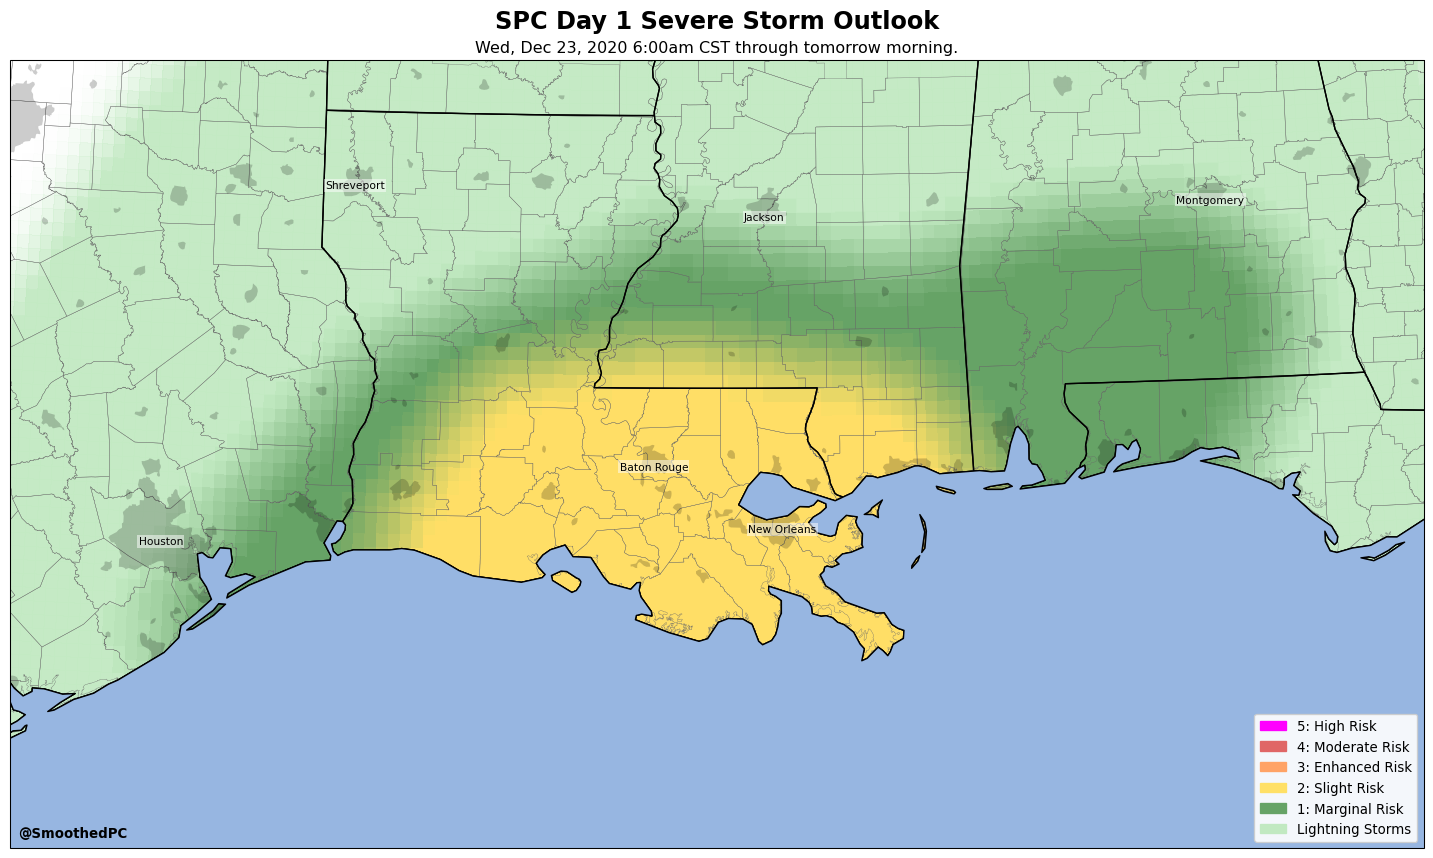 SPC Day 1 Severe Storm Outlook
Wed, Dec 23, 2020 6:00am CST through tomorrow morning.
Shreveport
Montgomery
Jackson
Baton Rouge
New Orleans
Houston
5: High Risk
4: Moderate Risk
3: Enhanced Risk
2: Slight Risk
1: Marginal Risk
Lightning Storms
@SmoothedPC